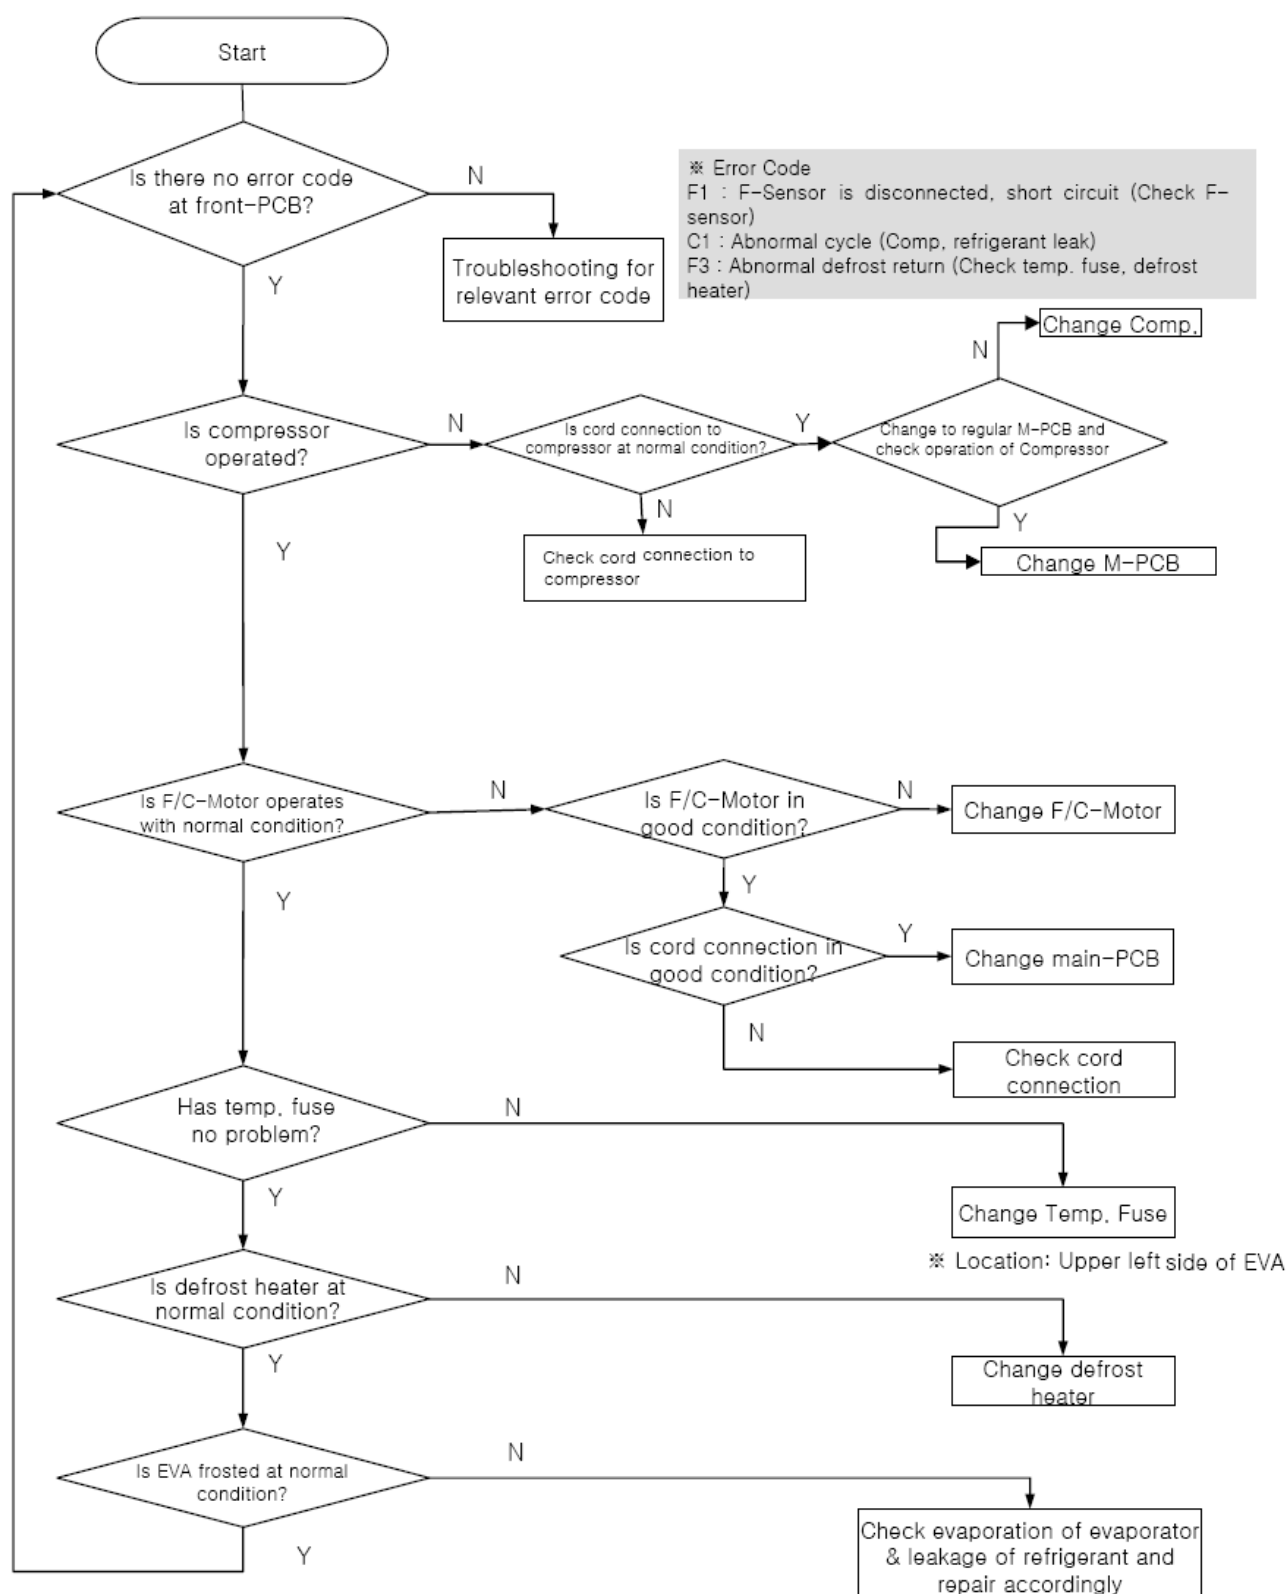 Start
Is there no error code
at front-PCB?
N
Y
Troubleshooting for
relevant error code
※ Error Code
F1 : F-Sensor is disconnected, short circuit (Check F-
sensor)
C1 : Abnormal cycle (Comp, refrigerant leak)
F3 : Abnormal defrost return (Check temp. fuse, defrost
heater)
Change Comp.
N
Is compressor
operated?
N
Is cord connection to
compressor at normal condition?
Y
Change to regular M-PCB and
check operation of Compressor
N
Y
Y
Check cord connection to
compressor
Change M-PCB
Is F/C-Motor operates
with normal condition?
N
Is F/C-Motor in
good condition?
N
Change F/C-Motor
Y
Y
Is cord connection in
good condition?
Y
Change main-PCB
N
Check cord
connection
Has temp. fuse
no problem?
N
Y
Change Temp. Fuse
※ Location: Upper left side of EVA
Is defrost heater at
normal condition?
N
Y
Change defrost
heater
Is EVA frosted at normal
condition?
N
Y
Check evaporation of evaporator
& leakage of refrigerant and
repair accordingly